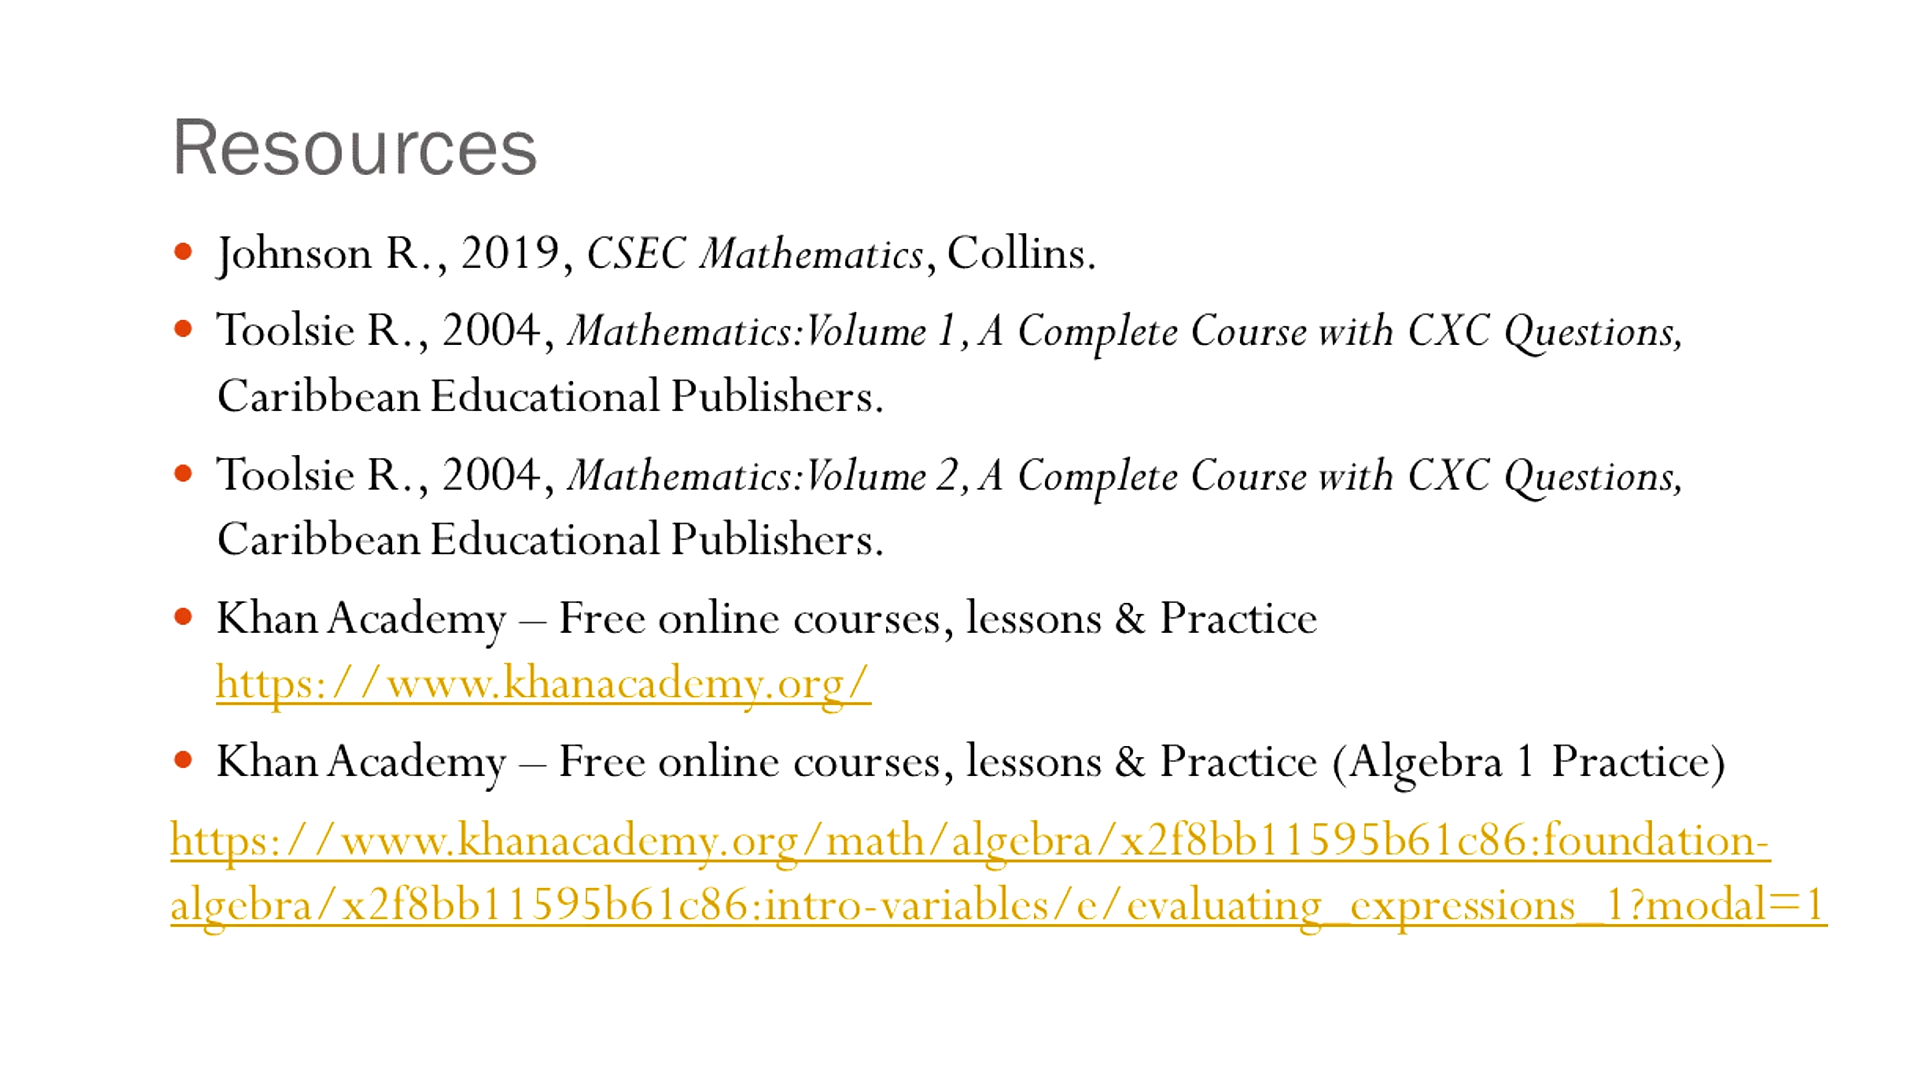 Resources
• Johnson R., 2019, CSEC Mathematics, Collins.
• Toolsie R., 2004, Mathematics: Volume 1, A Complete Course with CXC Questions,
Caribbean Educational Publishers.
• Toolsie R., 2004, Mathematics: Volume 2, A Complete Course with CXC Questions,
Caribbean Educational Publishers.
• Khan Academy – Free online courses, lessons & Practice
https://www.khanacademy.org/
• Khan Academy – Free online courses, lessons & Practice (Algebra 1 Practice)
https://www.khanacademy.org/math/algebra/x2f8bb11595b61c86:foundation-
algebra/x2f8bb11595b61c86:intro-variables/e/evaluating_expressions_1?modal=1